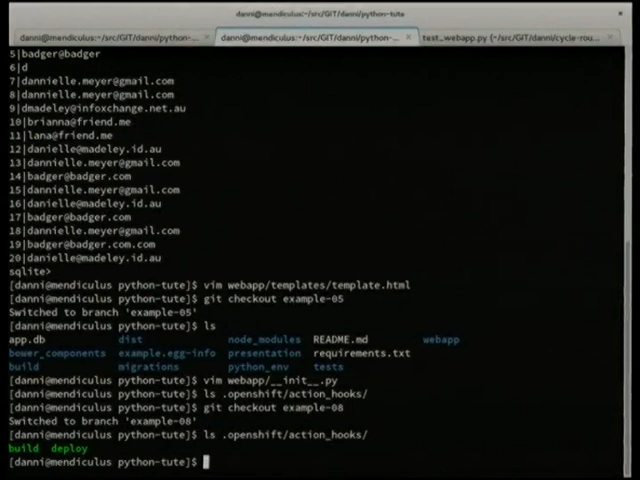 danni@mendiculus:~/src/GIT/danni/python-tute
danni@mendiculus:~/src/GIT/danni/python-... × danni@mendiculus:~/src/GIT/danni/python-... × test_webapp.py (~/src/GIT/danni/cycle-rou... ×
5|badger@badger
6|d
7|dannielle.meyer@gmail.com
8|dannielle.meyer@gmail.com
9|dmadeley@infoxchange.net.au
10|brianna@friend.me
11|lana@friend.me
12|danielle@madeley.id.au
13|dannielle.meyer@gmail.com
14|badger@badger.com
15|dannielle.meyer@gmail.com
16|danielle@madeley.id.au
17|badger@badger.com
18|dannielle.meyer@gmail.com
19|badger@badger.com.com
20|danielle@madeley.id.au
sqlite>
[danni@mendiculus python-tute]$ vim webapp/templates/template.html
[danni@mendiculus python-tute]$ git checkout example-05
Switched to branch 'example-05'
[danni@mendiculus python-tute]$ ls
app.db dist node_modules README.md webapp
bower_components example.egg-info presentation requirements.txt
build migrations python_env tests
[danni@mendiculus python-tute]$ vim webapp/__init__.py
[danni@mendiculus python-tute]$ ls .openshift/action_hooks/
[danni@mendiculus python-tute]$ git checkout example-08
Switched to branch 'example-08'
[danni@mendiculus python-tute]$ ls .openshift/action_hooks/
build deploy
[danni@mendiculus python-tute]$